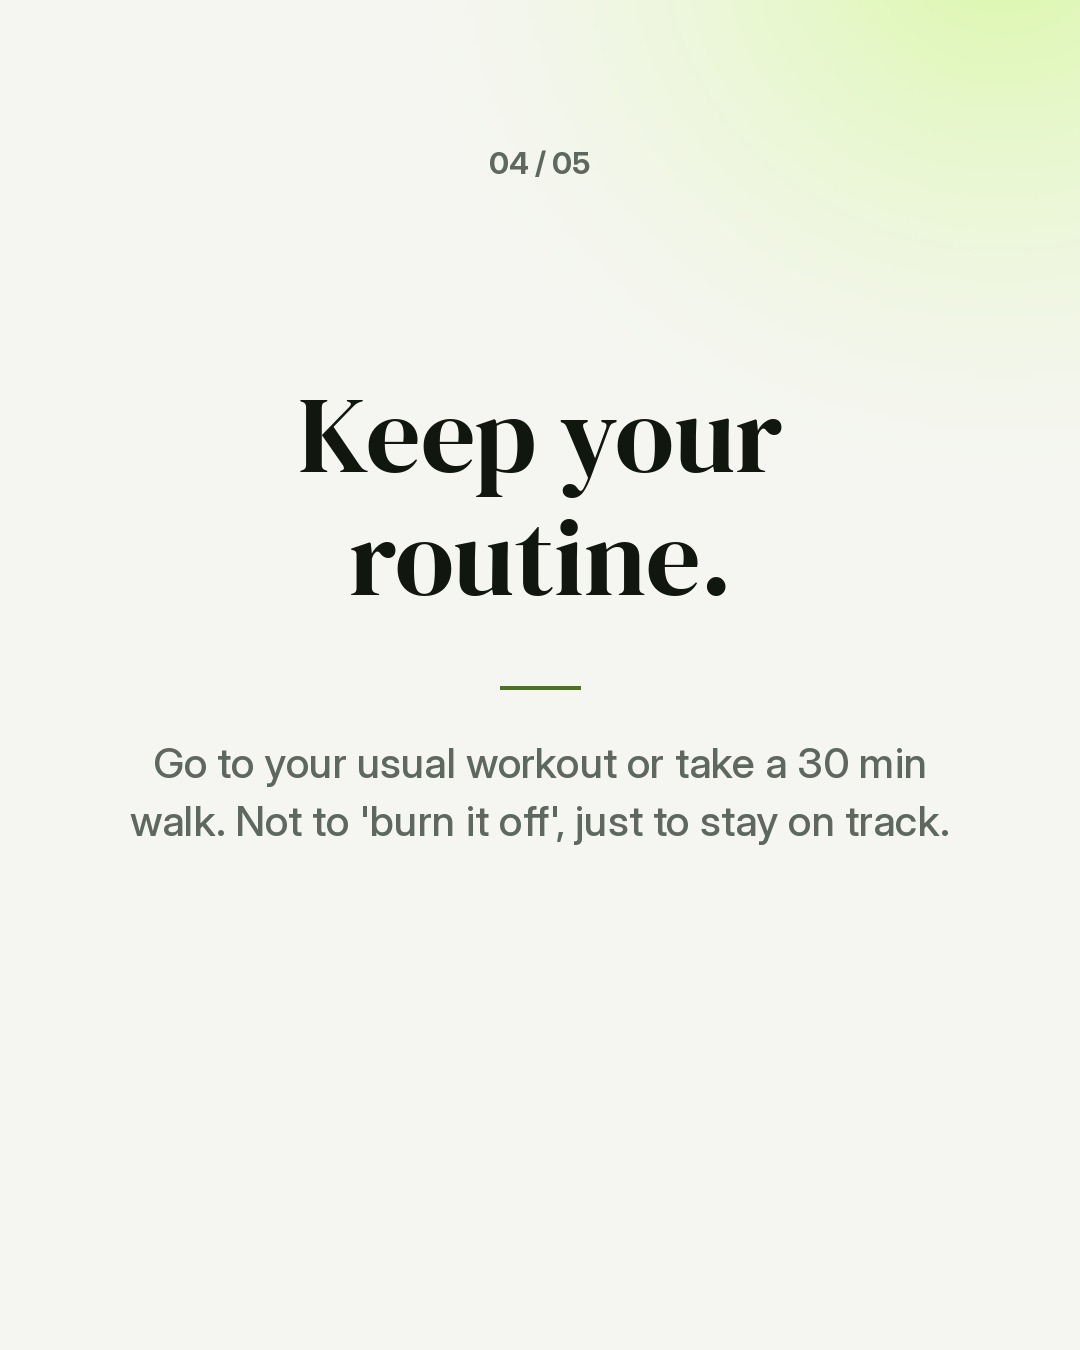 04 / 05
Keep your
routine.
Go to your usual workout or take a 30 min
walk. Not to 'burn it off', just to stay on track.